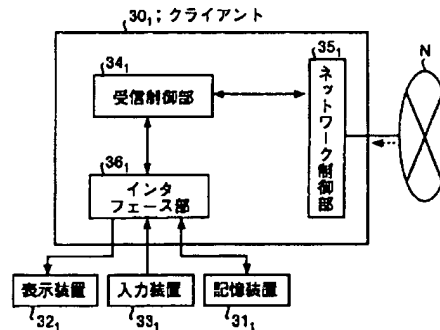 30₁；クライアント
34₁
受信制御部
35₁
ネットワーク制御部
N
36₁
インタ
フェース部
表示装置
入力装置
記憶装置
32₁
33₁
31₁